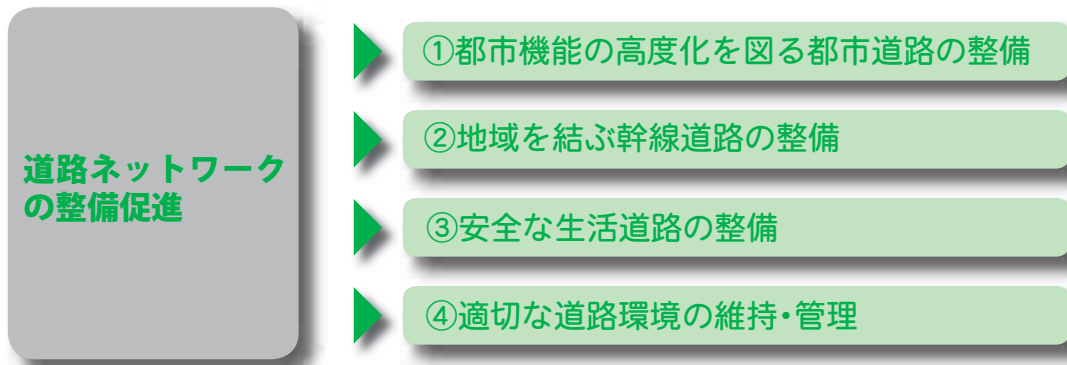 道路ネットワーク
の整備促進
①都市機能の高度化を図る都市道路の整備
②地域を結ぶ幹線道路の整備
③安全な生活道路の整備
④適切な道路環境の維持・管理